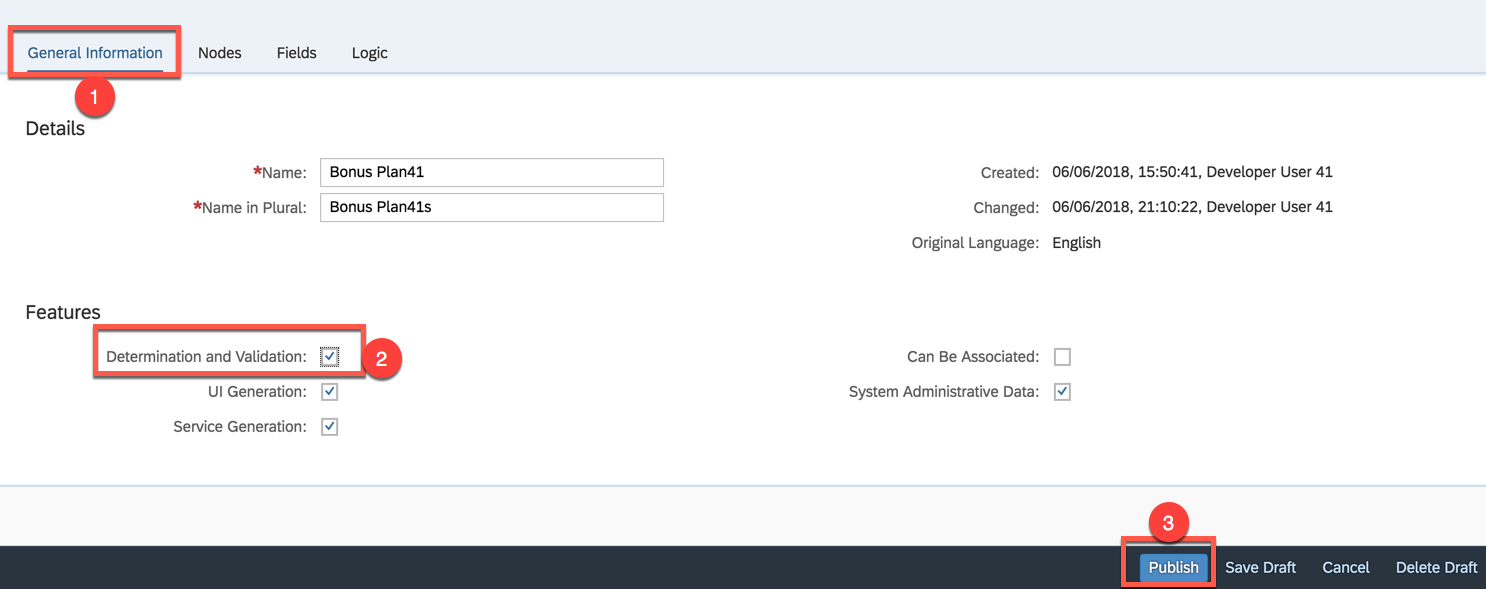 General Information Nodes Fields Logic
1
Details
*Name: Bonus Plan41 Created: 06/06/2018, 15:50:41, Developer User 41
*Name in Plural: Bonus Plan41s Changed: 06/06/2018, 21:10:22, Developer User 41
Original Language: English
Features
Determination and Validation: 2 Can Be Associated:
UI Generation: System Administrative Data:
Service Generation:
3
Publish Save Draft Cancel Delete Draft